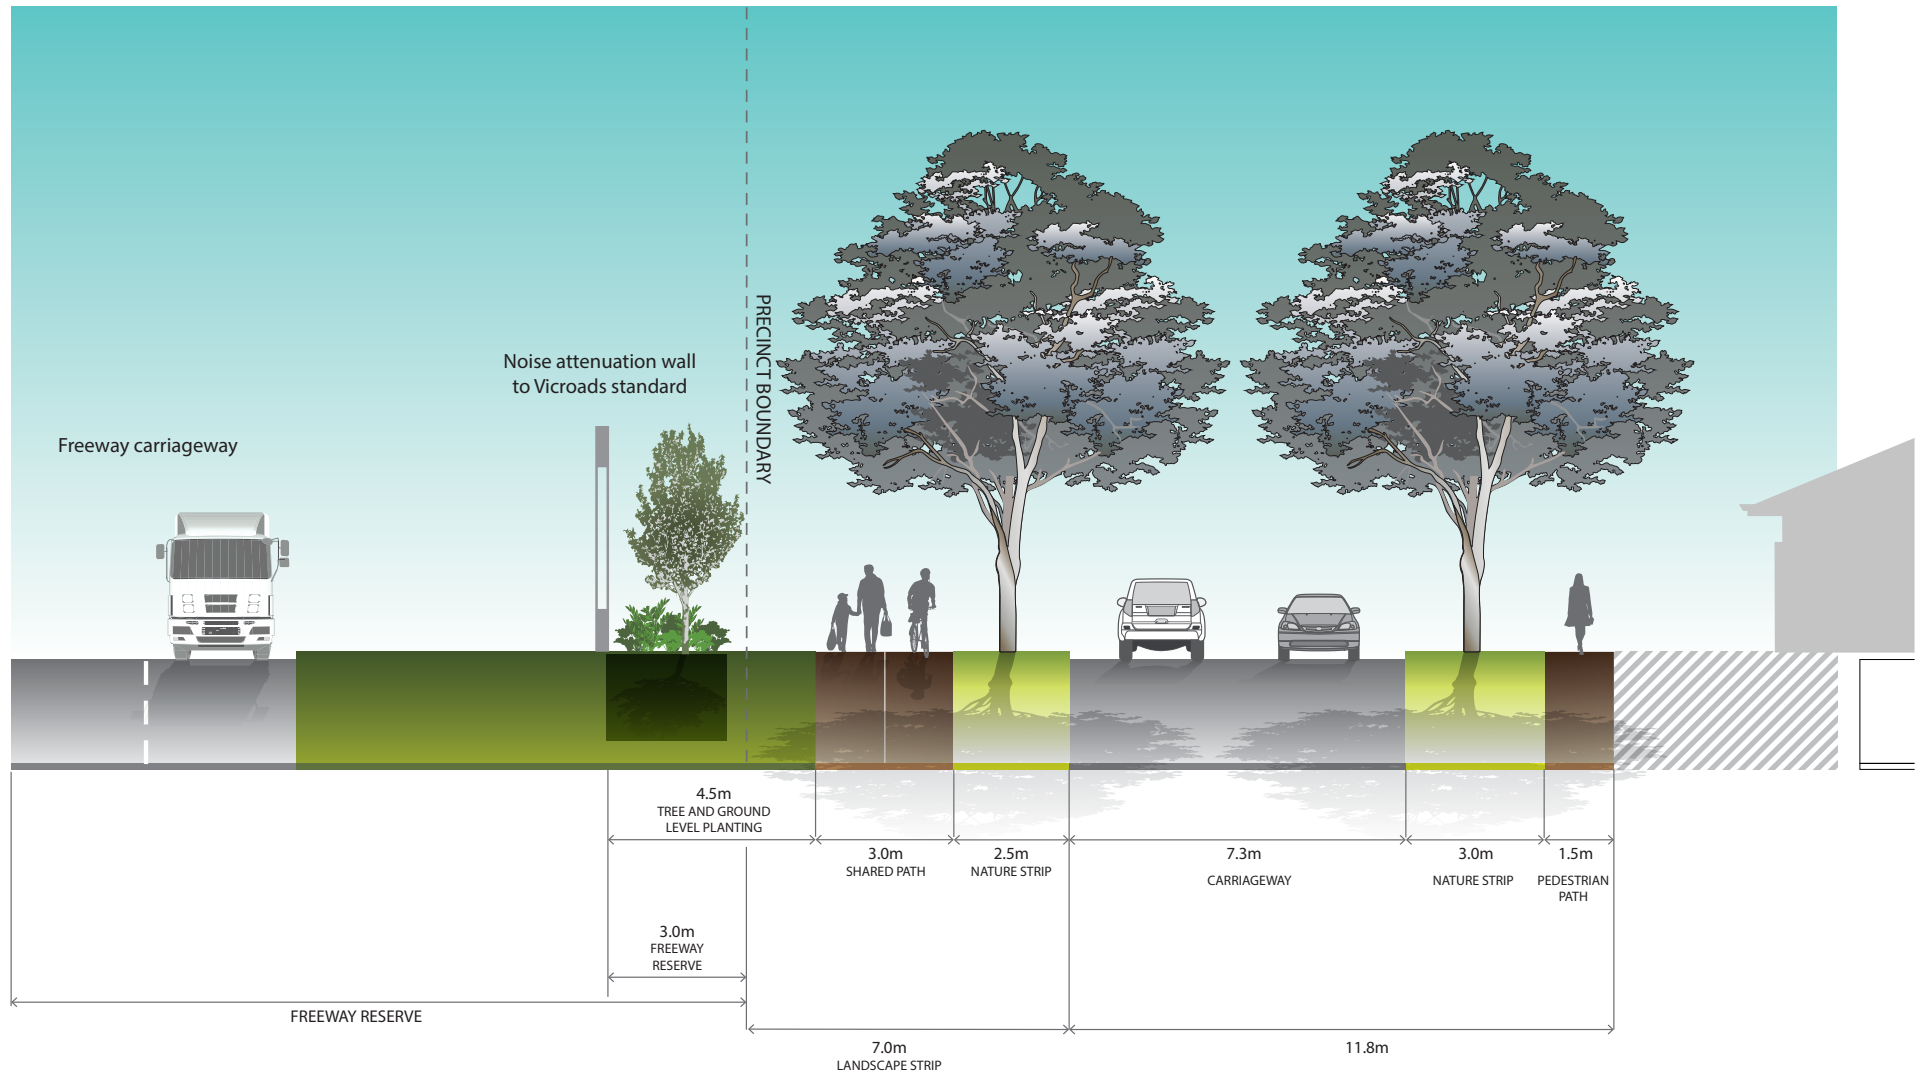 PRECINCT BOUNDARY
Noise attenuation wall
to Vicroads standard
Freeway carriageway
4.5m
TREE AND GROUND
LEVEL PLANTING
3.0m
SHARED PATH
2.5m
NATURE STRIP
7.3m
CARRIAGEWAY
3.0m
NATURE STRIP
1.5m
PEDESTRIAN
PATH
3.0m
FREEWAY
RESERVE
FREEWAY RESERVE
7.0m
LANDSCAPE STRIP
11.8m